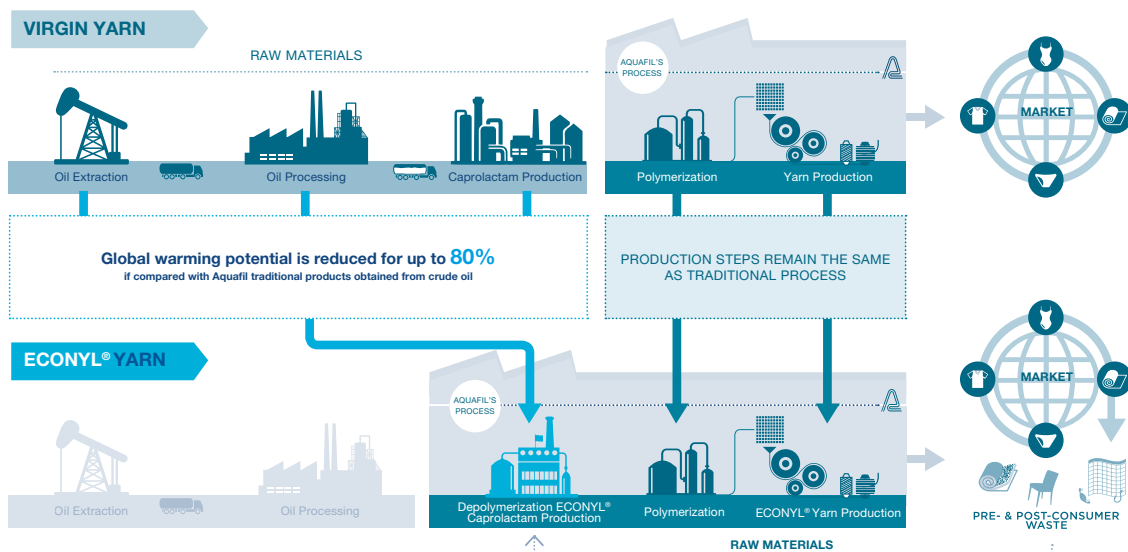 VIRGIN YARN
RAW MATERIALS
AQUAFIL'S
PROCESS
MARKET
Oil Extraction
Oil Processing
Caprolactam Production
Polymerization
Yarn Production
Global warming potential is reduced for up to 80%
if compared with Aquafil traditional products obtained from crude oil
PRODUCTION STEPS REMAIN THE SAME
AS TRADITIONAL PROCESS
ECONYL® YARN
AQUAFIL'S
PROCESS
MARKET
Oil Extraction
Oil Processing
Depolymerization ECONYL®
Caprolactam Production
Polymerization
ECONYL® Yarn Production
PRE- & POST-CONSUMER
WASTE
RAW MATERIALS